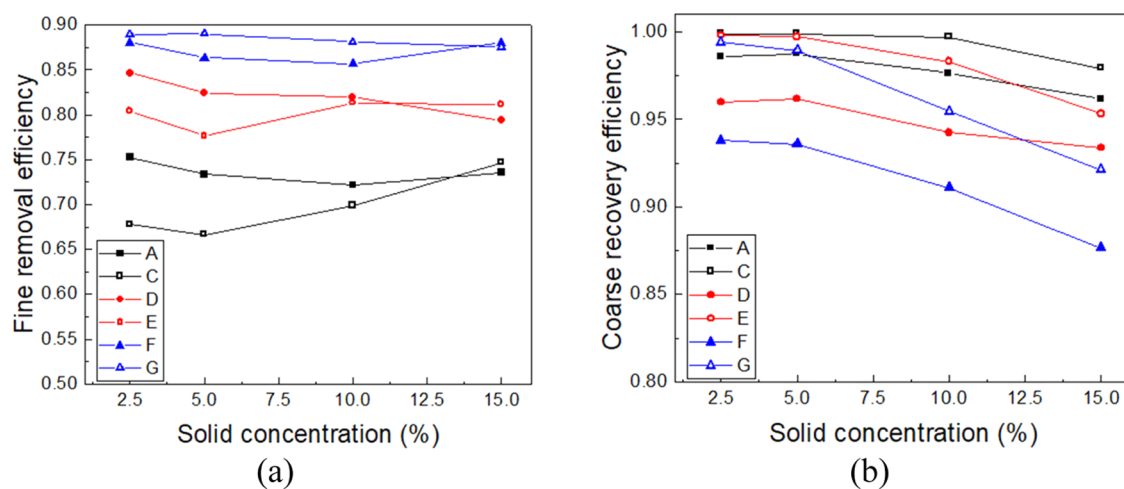 0.90
0.85
0.80
0.75
0.70
0.65
0.60
0.55
0.50
Fine removal efficiency
A
C
D
E
F
G
2.5 5.0 7.5 10.0 12.5 15.0
Solid concentration (%)
(a)
1.00
0.95
0.90
0.85
0.80
Coarse recovery efficiency
A
C
D
E
F
G
2.5 5.0 7.5 10.0 12.5 15.0
Solid concentration (%)
(b)